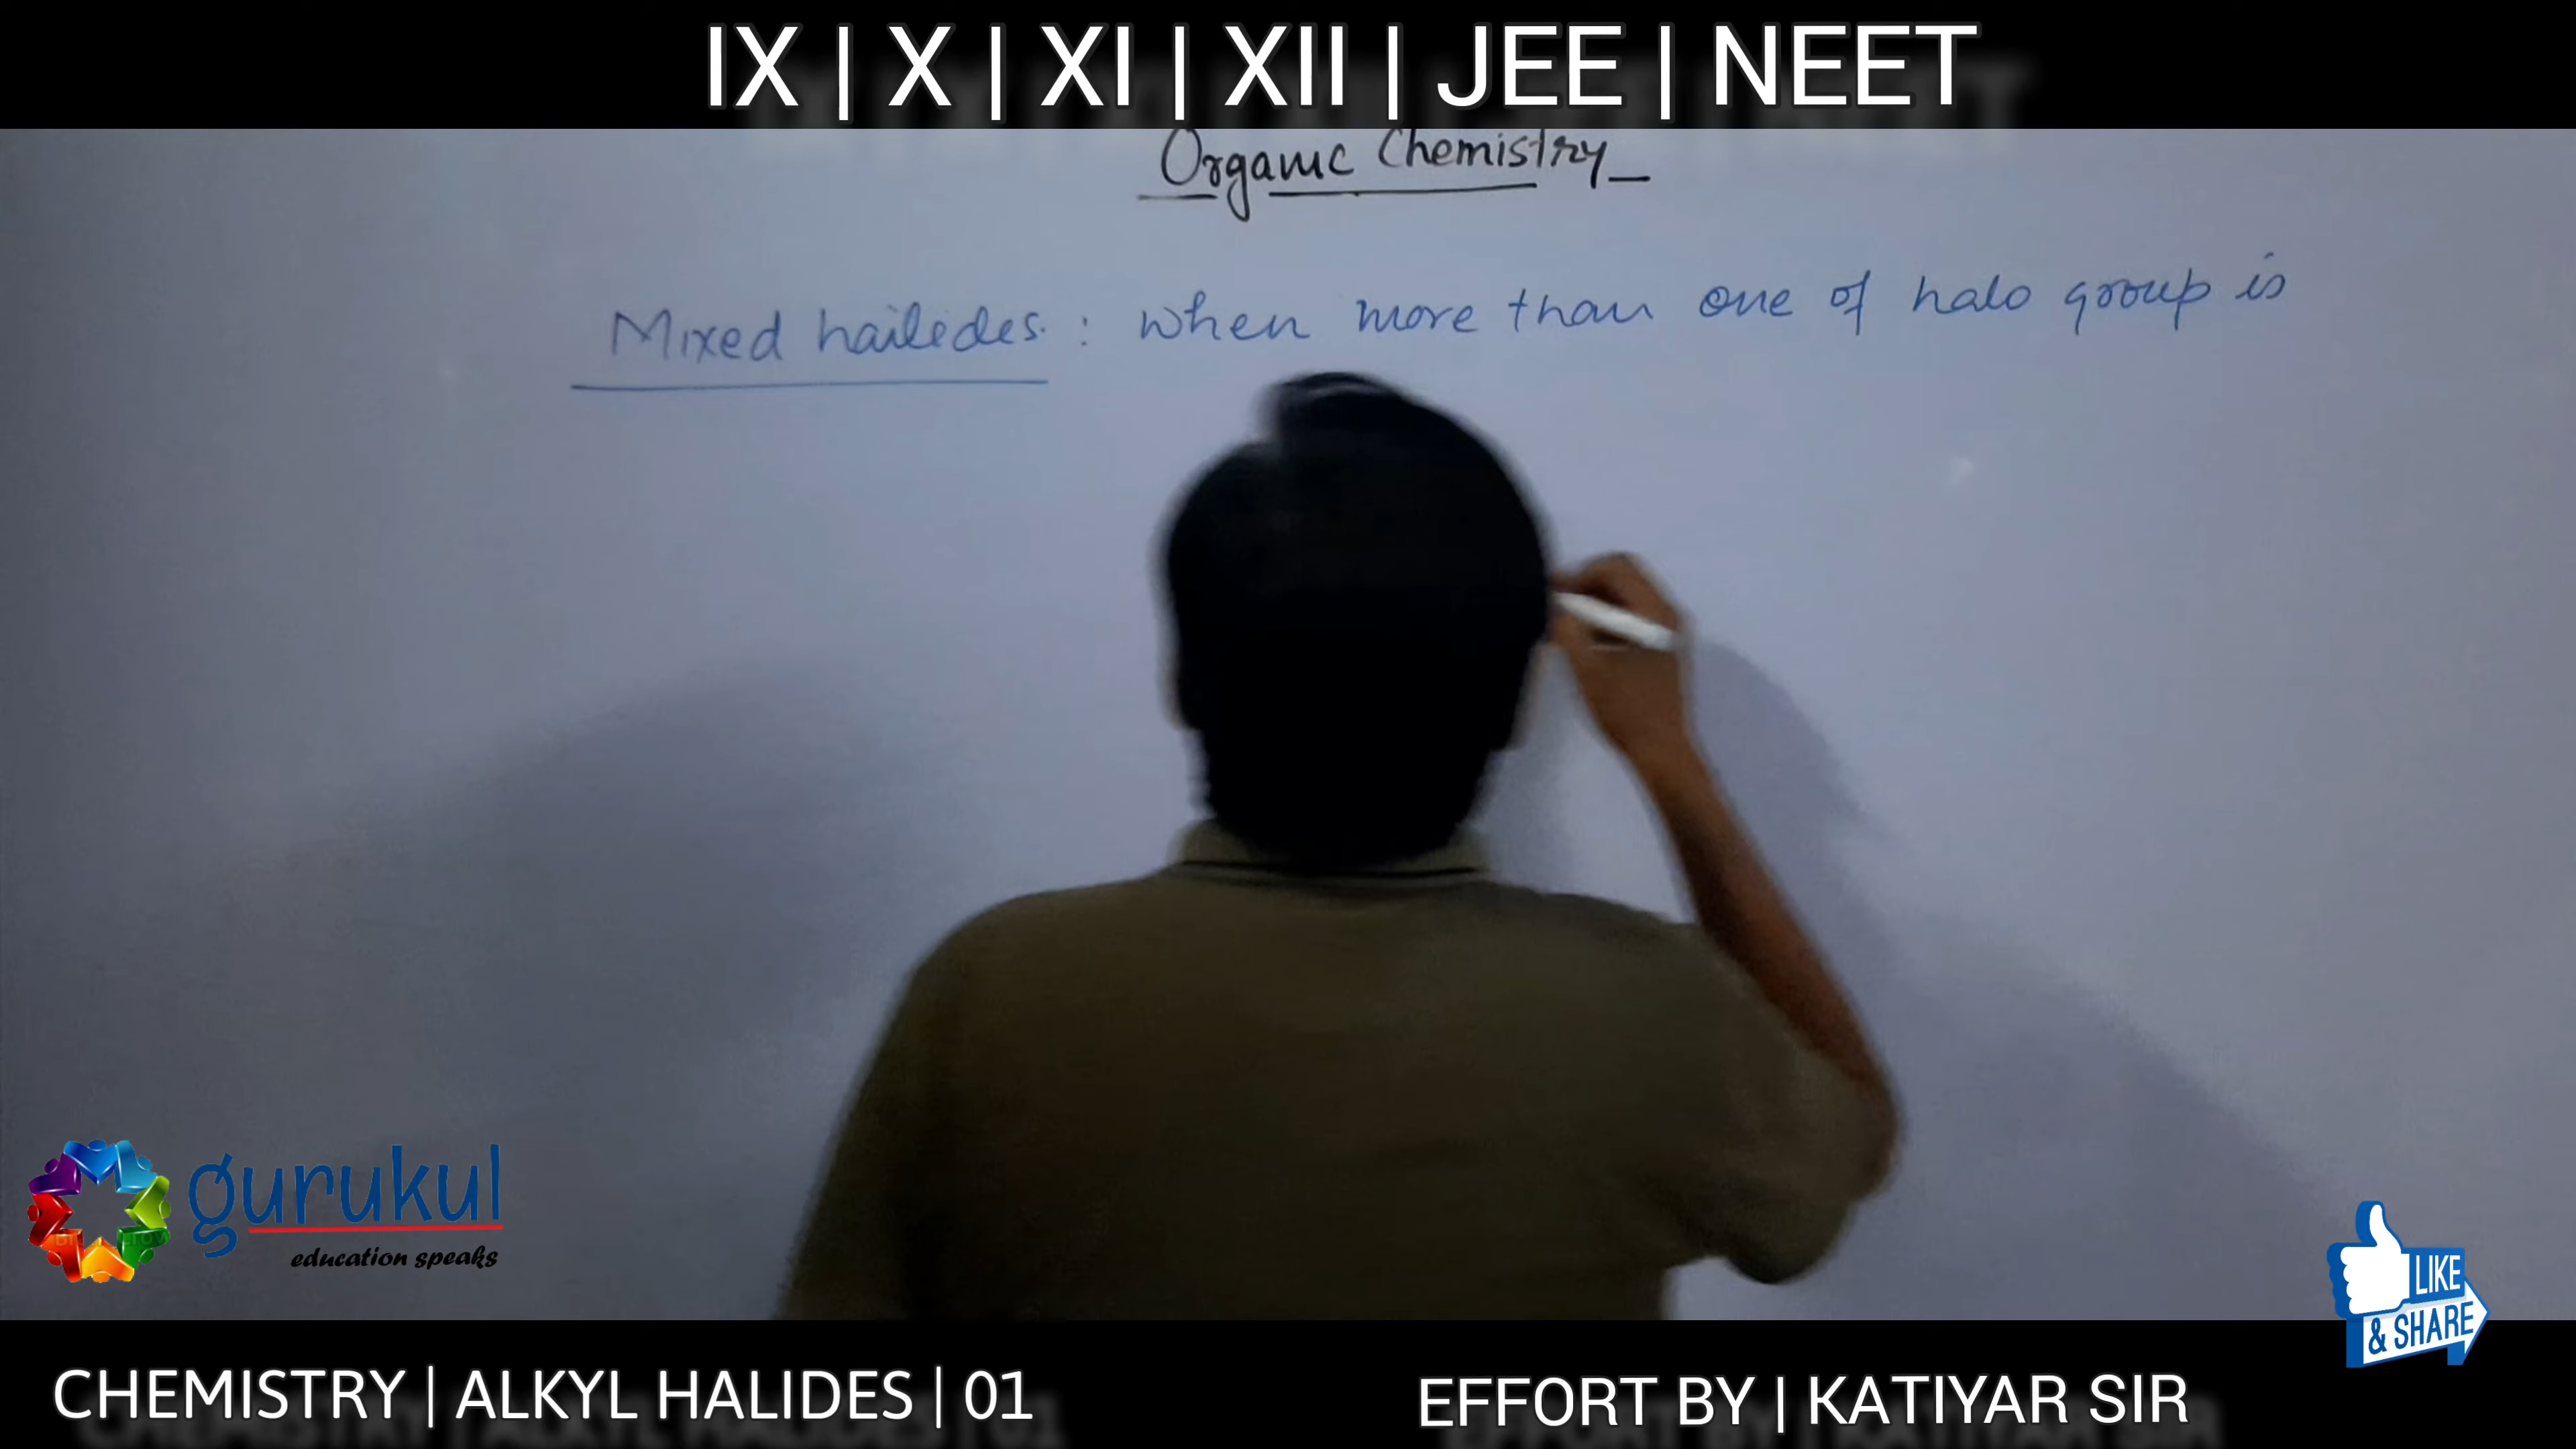 IX | X | XI | XII | JEE | NEET
Organic Chemistry
Mixed hailedes : when more than one of halo group is
gurukul
education speaks
LIKE
& SHARE
CHEMISTRY | ALKYL HALIDES | 01
EFFORT BY | KATIYAR SIR